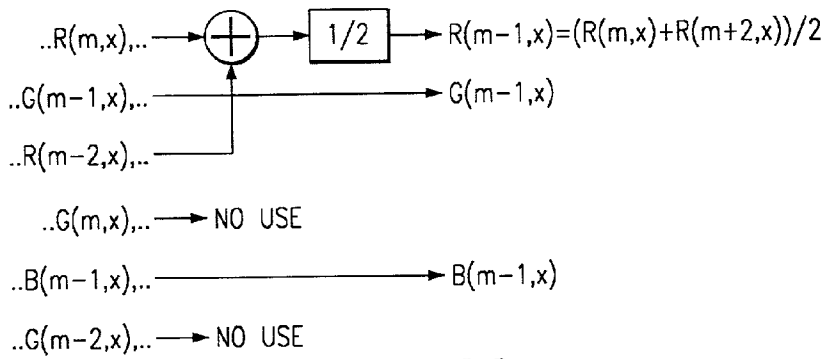 ..R(m,x),.. 1/2 R(m-1,x)=(R(m,x)+R(m+2,x))/2
..G(m-1,x),.. G(m-1,x)
..R(m-2,x),..
..G(m,x),.. NO USE
..B(m-1,x),.. B(m-1,x)
..G(m-2,x),.. NO USE